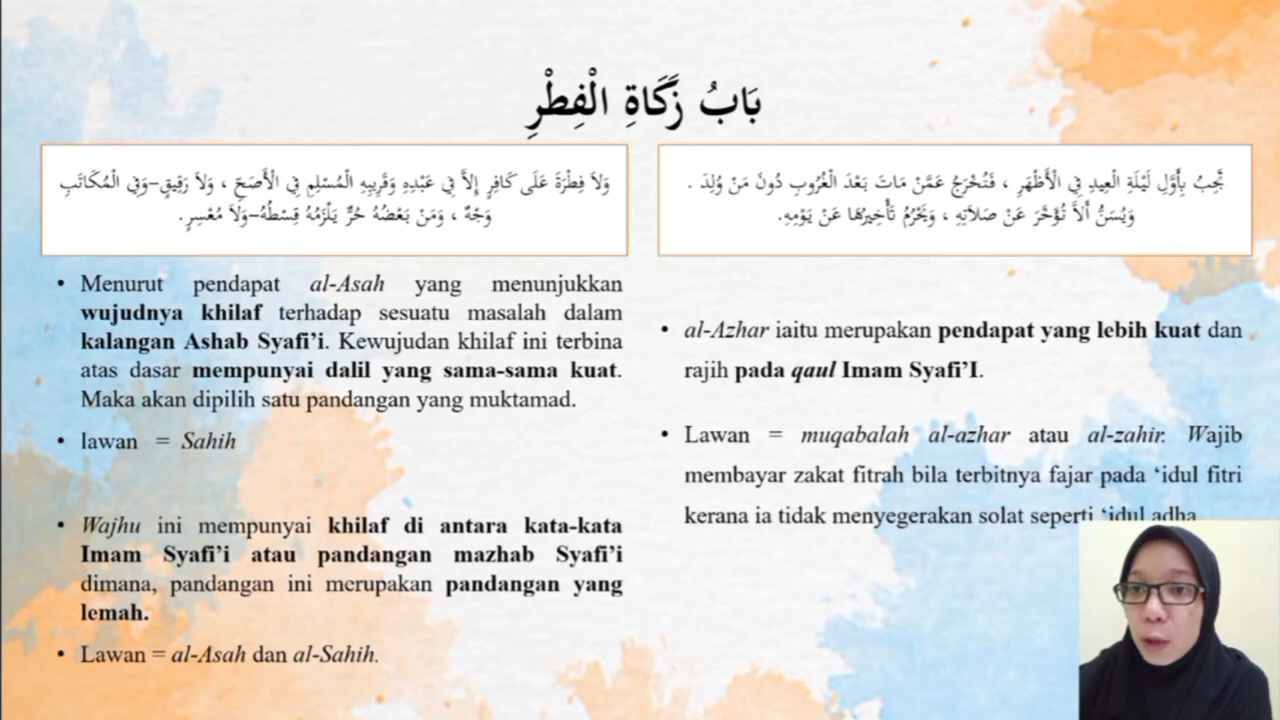 بَابُ زَكَاةِ الْفِطْرِ
تَجِبُ بِأَوَّلِ لَيْلَةِ الْعِيدِ فِي الْأَظْهَرِ ، فَتُخْرَجُ عَمَّنْ مَاتَ بَعْدَ الْغُرُوبِ دُونَ مَنْ وُلِدَ .
وَيُسَنُّ أَلاَّ تُؤَخَّرَ عَنْ صَلاَتِهِ ، وَيَحْرُمُ تَأْخِيرُهَا عَنْ يَوْمِهِ.
• al-Azhar iaitu merupakan pendapat yang lebih kuat dan
rajih pada qaul Imam Syafi’I.
• Lawan = muqabalah al-azhar atau al-zahir. Wajib
membayar zakat fitrah bila terbitnya fajar pada ‘idul fitri
kerana ia tidak menyegerakan solat seperti ‘idul adha
وَلاَ فِطْرَةَ عَلَى كَافِرٍ إِلاَّ فِي عَبْدِهِ وَقَرِيبِهِ الْمُسْلِمِ فِي الْأَصَحِّ ، وَلاَ رَقِيقٍ–وَفِي الْمُكَاتَبِ
وَجْهٌ ، وَمَنْ بَعْضُهُ حُرٌّ يَلْزَمُهُ قِسْطُهُ–وَلاَ مُعْسِرٍ.
• Menurut pendapat al-Asah yang menunjukkan
wujudnya khilaf terhadap sesuatu masalah dalam
kalangan Ashab Syafi’i. Kewujudan khilaf ini terbina
atas dasar mempunyai dalil yang sama-sama kuat.
Maka akan dipilih satu pandangan yang muktamad.
• lawan = Sahih
• Wajhu ini mempunyai khilaf di antara kata-kata
Imam Syafi’i atau pandangan mazhab Syafi’i
dimana, pandangan ini merupakan pandangan yang
lemah.
• Lawan = al-Asah dan al-Sahih.